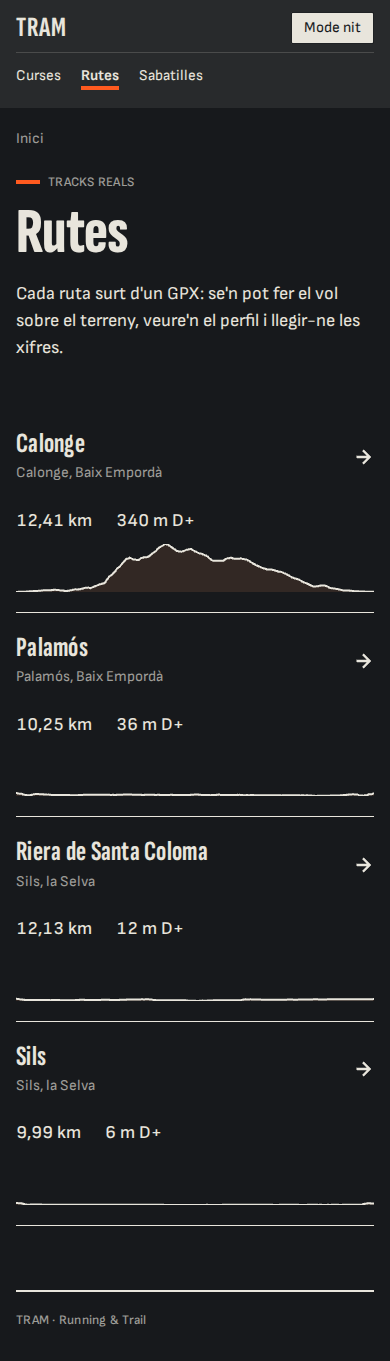 TRAM
Mode nit
Curses Rutes Sabatilles
Inici
TRACKS REALS
Rutes
Cada ruta surt d'un GPX: se'n pot fer el vol
sobre el terreny, veure'n el perfil i llegir-ne les
xifres.
Calonge
Calonge, Baix Empordà
12,41 km 340 m D+
Palamós
Palamós, Baix Empordà
10,25 km 36 m D+
Riera de Santa Coloma
Sils, la Selva
12,13 km 12 m D+
Sils
Sils, la Selva
9,99 km 6 m D+
TRAM · Running & Trail